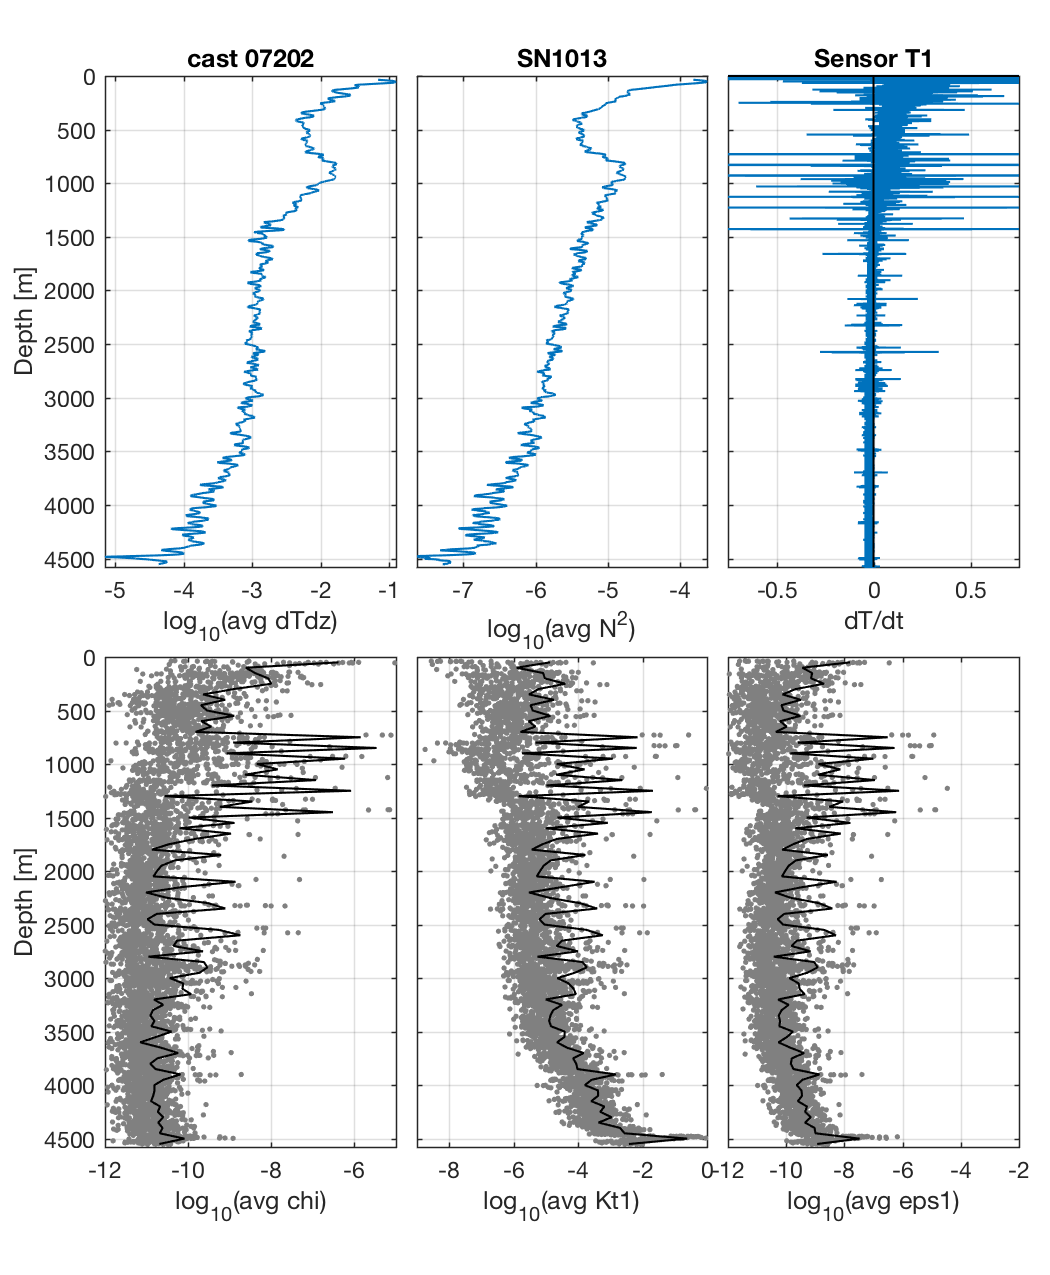 cast 07202 SN1013 Sensor T1
0
500
1000
1500
2000
2500
3000
3500
4000
4500
Depth [m]
-5 -4 -3 -2 -1 -7 -6 -5 -4 -0.5 0 0.5
log10(avg dTdz) log10(avg N2) dT/dt
0
500
1000
1500
2000
2500
3000
3500
4000
4500
Depth [m]
-12 -10 -8 -6 -8 -6 -4 -2 0 -12 -10 -8 -6 -4 -2
log10(avg chi) log10(avg Kt1) log10(avg eps1)